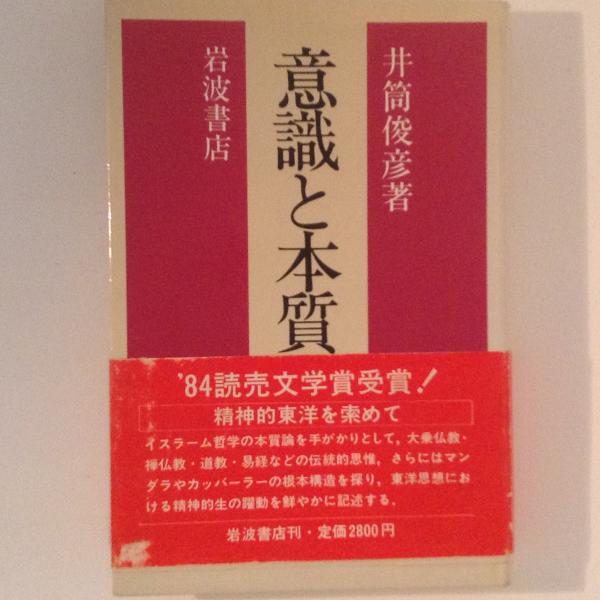 井筒俊彦著
意識と本質
岩波書店
'84読売文学賞受賞!
精神的東洋を索めて
イスラーム哲学の本質論を手がかりとして，大乗仏教・
禅仏教・道教・易経などの伝統的思惟，さらにはマン
ダラやカッバーラーの根本構造を探り，東洋思想にお
ける精神的生の躍動を鮮やかに記述する．
岩波書店刊・定価2800円